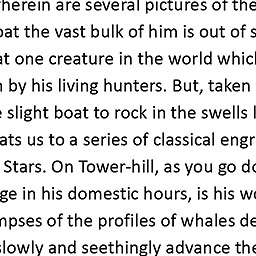 wherein are several pictures of the
oat the vast bulk of him is out of s
at one creature in the world which
n by his living hunters. But, taken
e slight boat to rock in the swells l
ats us to a series of classical engr
Stars. On Tower-hill, as you go do
ge in his domestic hours, is his wo
mpses of the profiles of whales de
slowly and seethingly advance the